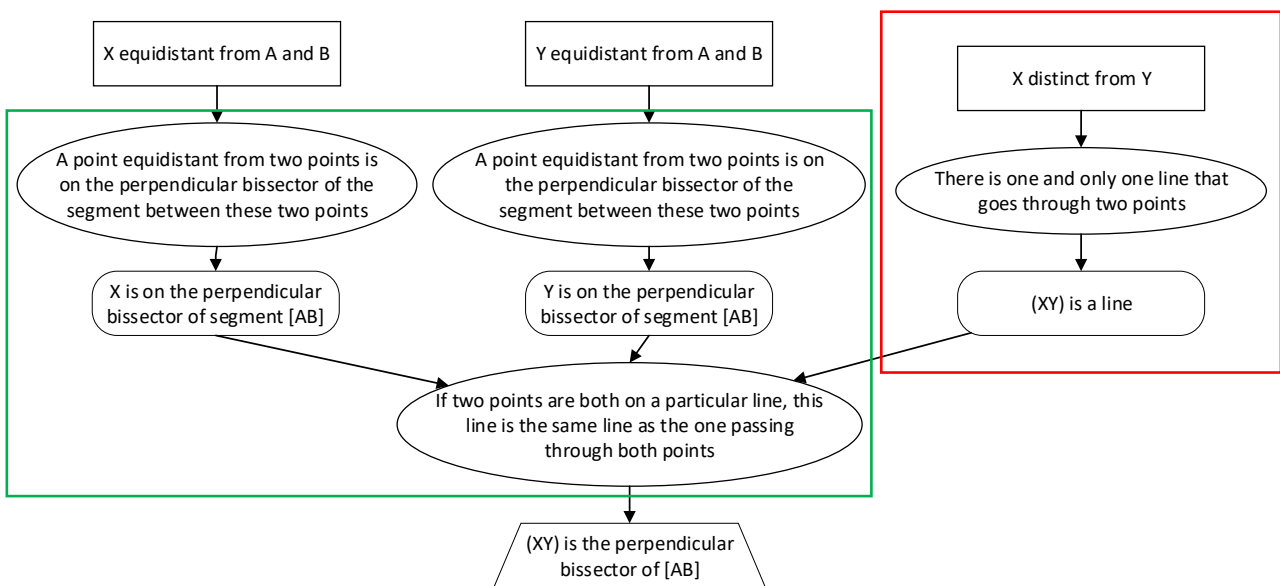 X equidistant from A and B
Y equidistant from A and B
X distinct from Y
A point equidistant from two points is
on the perpendicular bissector of the
segment between these two points
A point equidistant from two points is on
the perpendicular bissector of the
segment between these two points
There is one and only one line that
goes through two points
X is on the perpendicular
bissector of segment [AB]
Y is on the perpendicular
bissector of segment [AB]
(XY) is a line
If two points are both on a particular line, this
line is the same line as the one passing
through both points
(XY) is the perpendicular
bissector of [AB]